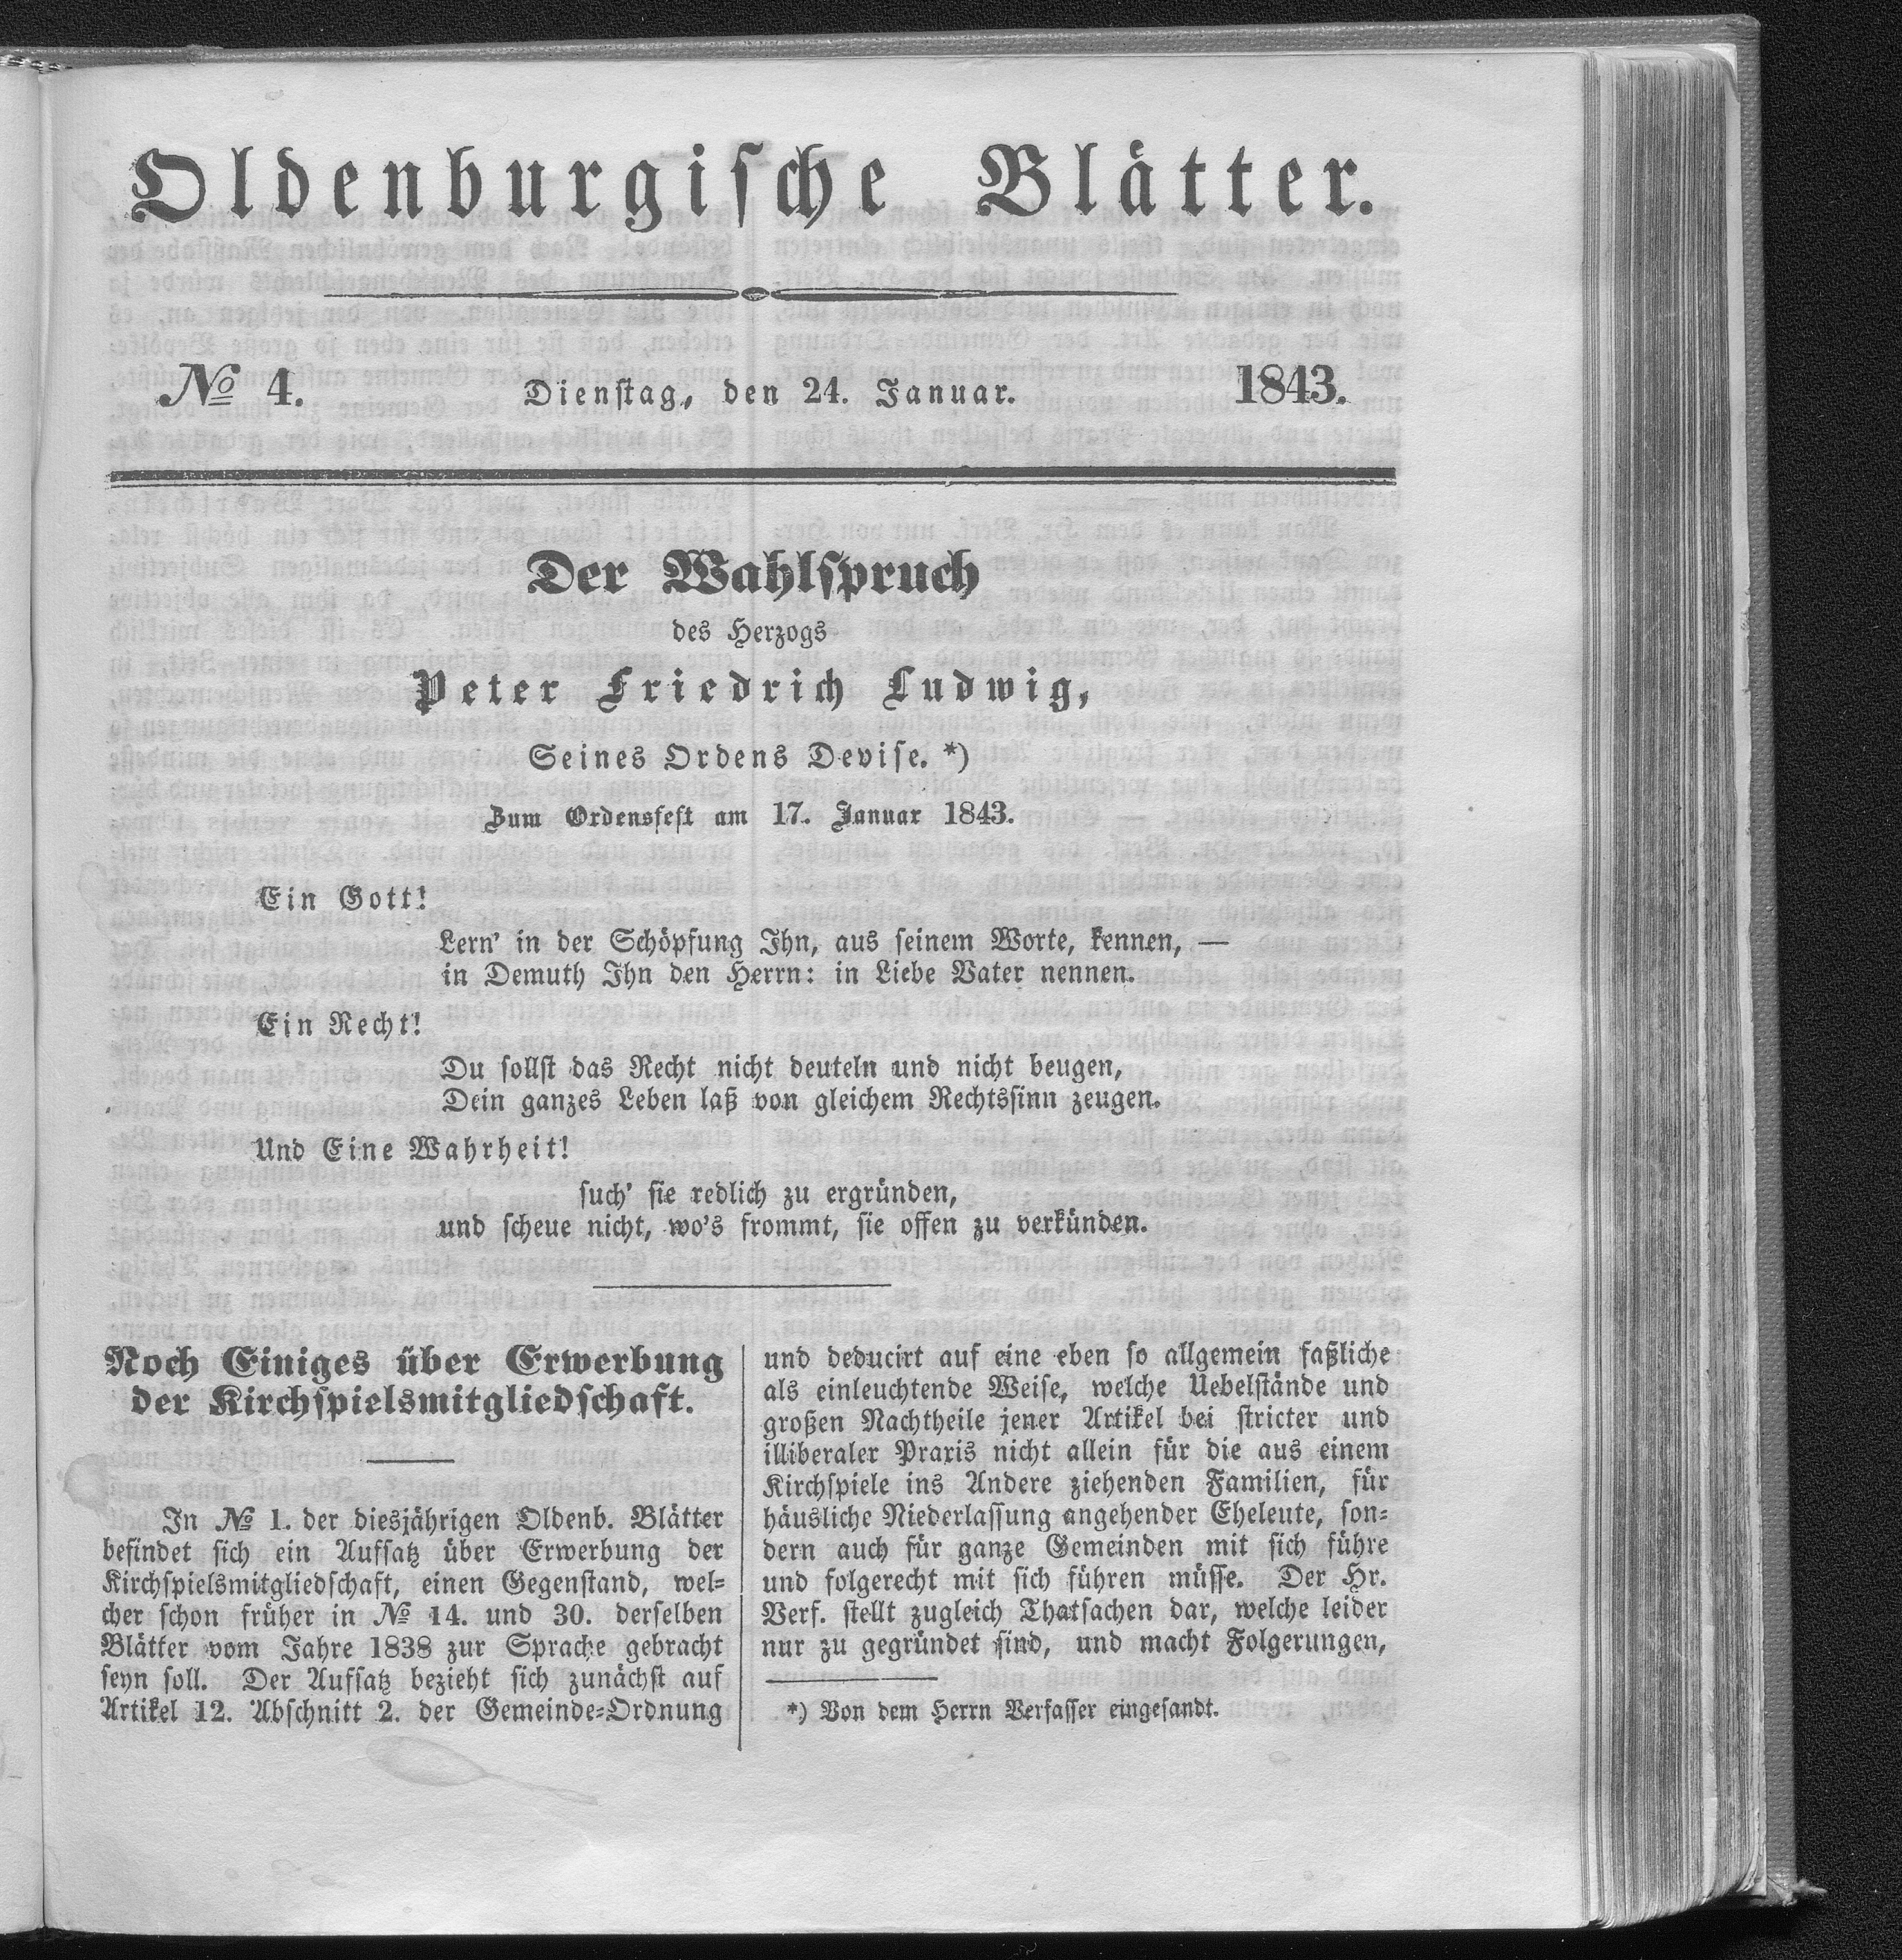 Oldenburgische Blätter.
№ 4. Dienstag, den 24. Januar. 1843.
Der Wahlspruch
des Herzogs
Peter Friedrich Ludwig,
Seines Ordens Devise. *)
Zum Ordensfest am 17. Januar 1843.
Ein Gott!
Lern' in der Schöpfung Ihn, aus seinem Worte, kennen, —
in Demuth Ihn den Herrn: in Liebe Vater nennen.
Ein Recht!
Du sollst das Recht nicht deuteln und nicht beugen,
Dein ganzes Leben laß von gleichem Rechtssinn zeugen.
Und Eine Wahrheit!
such' sie redlich zu ergründen,
und scheue nicht, wo's frommt, sie offen zu verkünden.
Noch Einiges über Erwerbung
der Kirchspielsmitgliedschaft.
In № 1. der diesjährigen Oldenb. Blätter
befindet sich ein Aufsatz über Erwerbung der
Kirchspielsmitgliedschaft, einen Gegenstand, wel-
cher schon früher in № 14. und 30. derselben
Blätter vom Jahre 1838 zur Sprache gebracht
seyn soll. Der Aufsatz bezieht sich zunächst auf
Artikel 12. Abschnitt 2. der Gemeinde-Ordnung
und deducirt auf eine eben so allgemein faßliche
als einleuchtende Weise, welche Uebelstände und
großen Nachtheile jener Artikel bei stricter und
illiberaler Praxis nicht allein für die aus einem
Kirchspiele ins Andere ziehenden Familien, für
häusliche Niederlassung angehender Eheleute, son-
dern auch für ganze Gemeinden mit sich führe
und folgerecht mit sich führen müsse. Der Hr.
Verf. stellt zugleich Thatsachen dar, welche leider
nur zu gegründet sind, und macht Folgerungen,
*) Von dem Herrn Verfasser eingesandt.